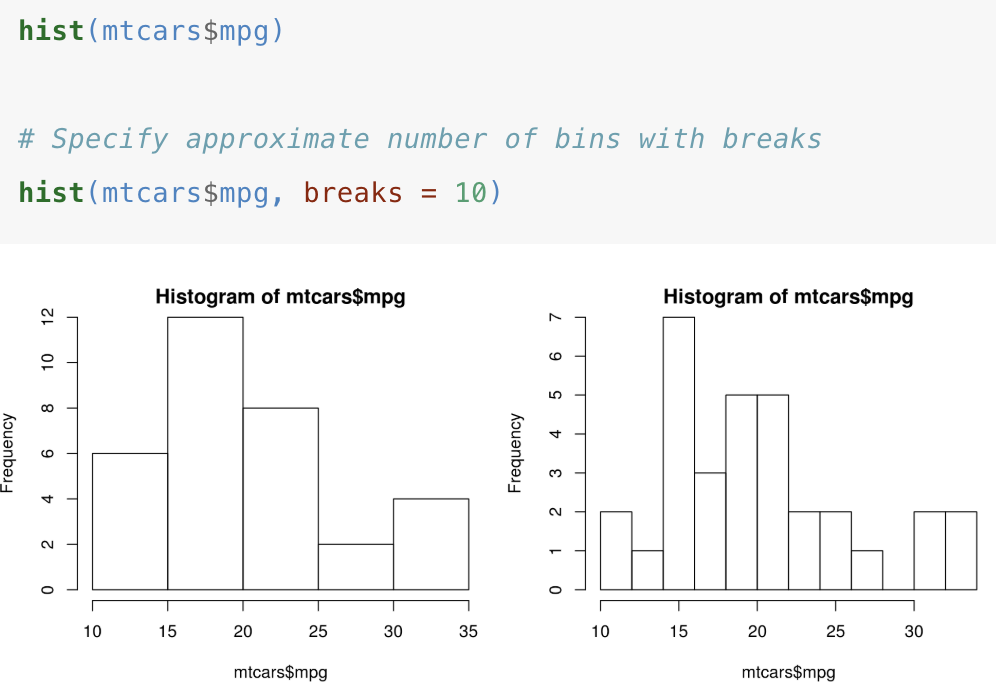 hist(mtcars$mpg)
# Specify approximate number of bins with breaks
hist(mtcars$mpg, breaks = 10)
Histogram of mtcars$mpg
Frequency
12
10
8
6
4
2
0
10 15 20 25 30 35
mtcars$mpg
Histogram of mtcars$mpg
Frequency
7
6
5
4
3
2
1
0
10 15 20 25 30
mtcars$mpg